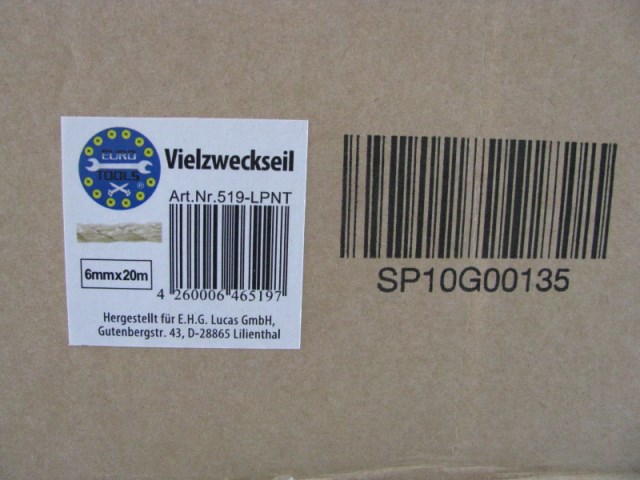 EURO
TOOLS
®
Vielzweckseil
Art.Nr.519-LPNT
6mmx20m
4 260006 465197
Hergestellt für E.H.G. Lucas GmbH,
Gutenbergstr. 43, D-28865 Lilienthal
SP10G00135